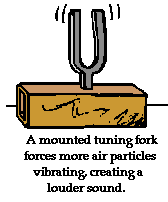 A mounted tuning fork
forces more air particles
vibrating, creating a
louder sound.